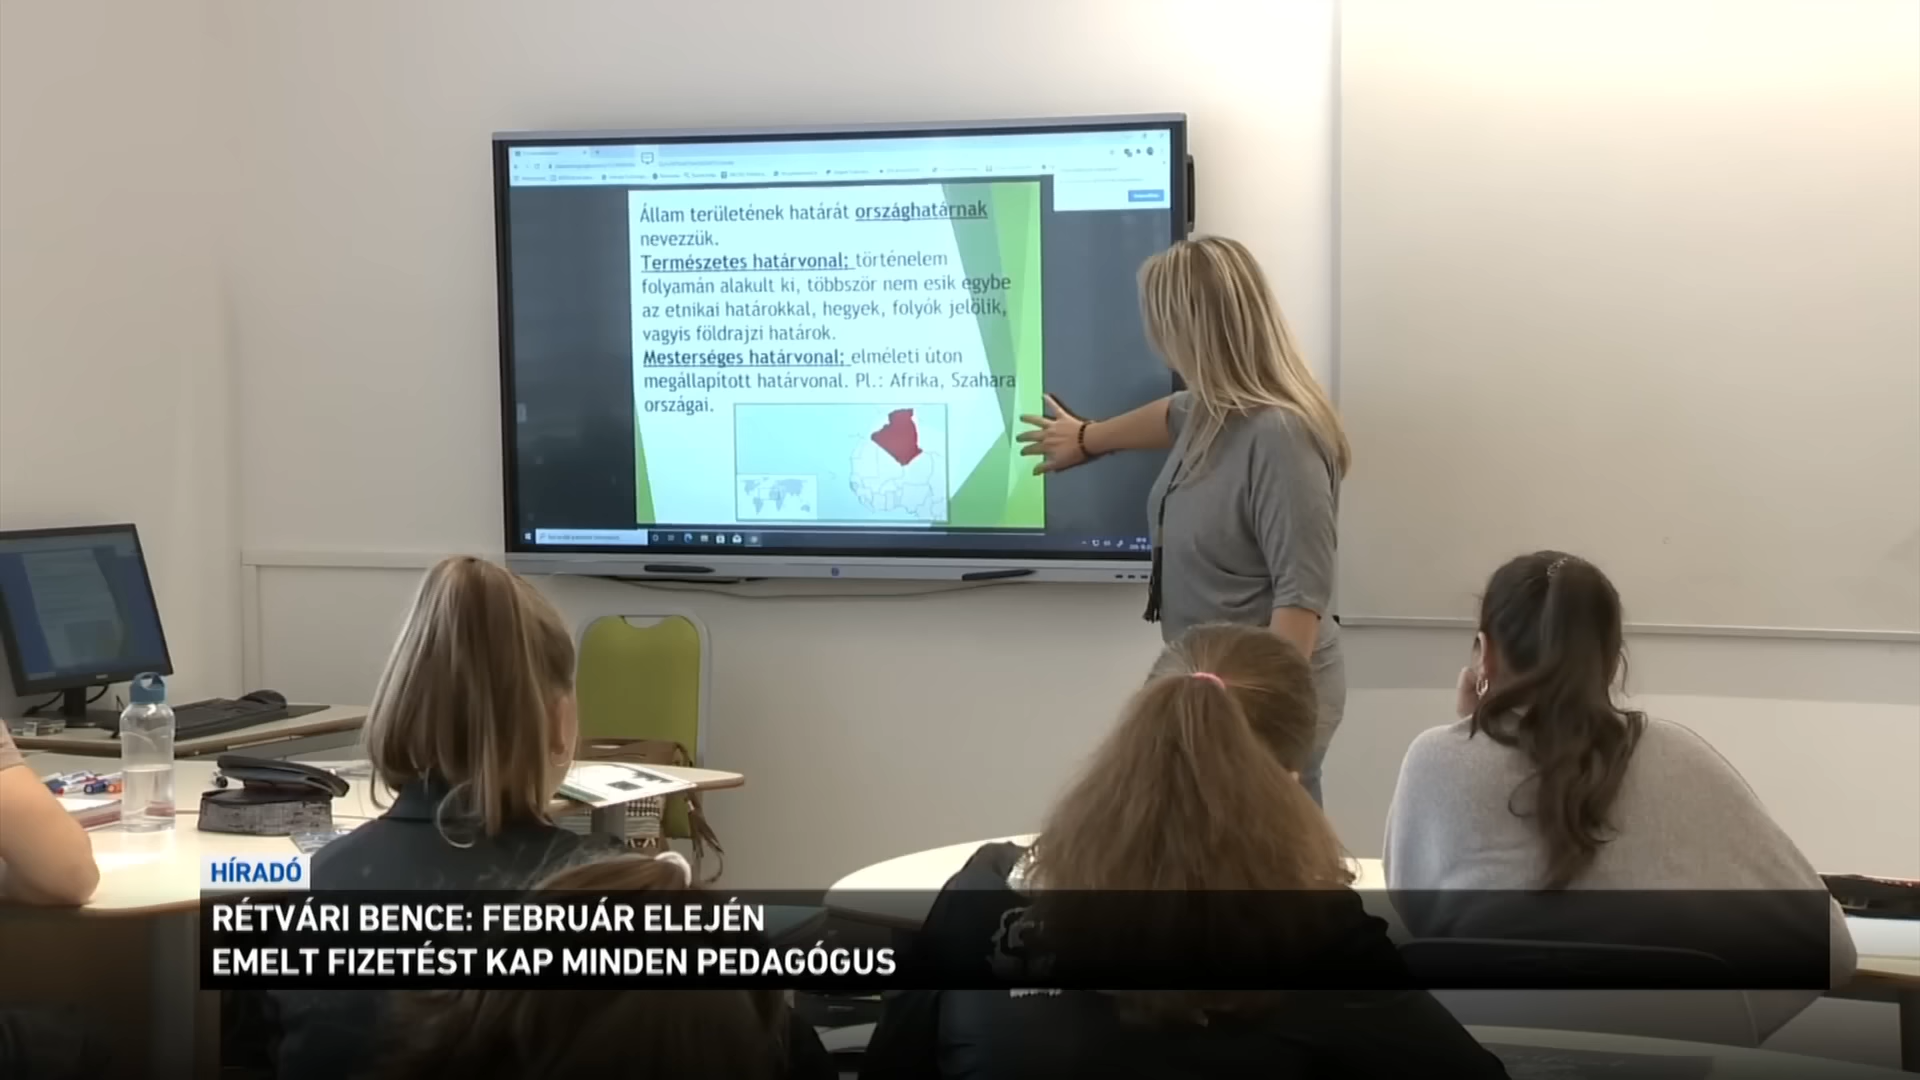 Állam területének határát országhatárnak
nevezzük.
Természetes határvonal; történelem
folyamán alakult ki, többször nem esik egybe
az etnikai határokkal, hegyek, folyók jelölik,
vagyis földrajzi határok.
Mesterséges határvonal; elméleti úton
megállapított határvonal. Pl.: Afrika, Szahara
országai.
HÍRADÓ
RÉTVÁRI BENCE: FEBRUÁR ELEJÉN
EMELT FIZETÉST KAP MINDEN PEDAGÓGUS